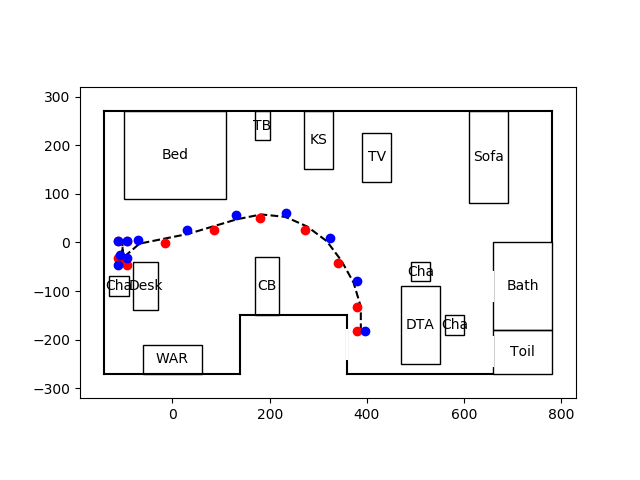 300
200
100
0
−100
−200
−300
0
200
400
600
800
Bed
TB
KS
TV
Sofa
Cha
Desk
CB
Cha
DTA
Cha
Bath
Toil
WAR